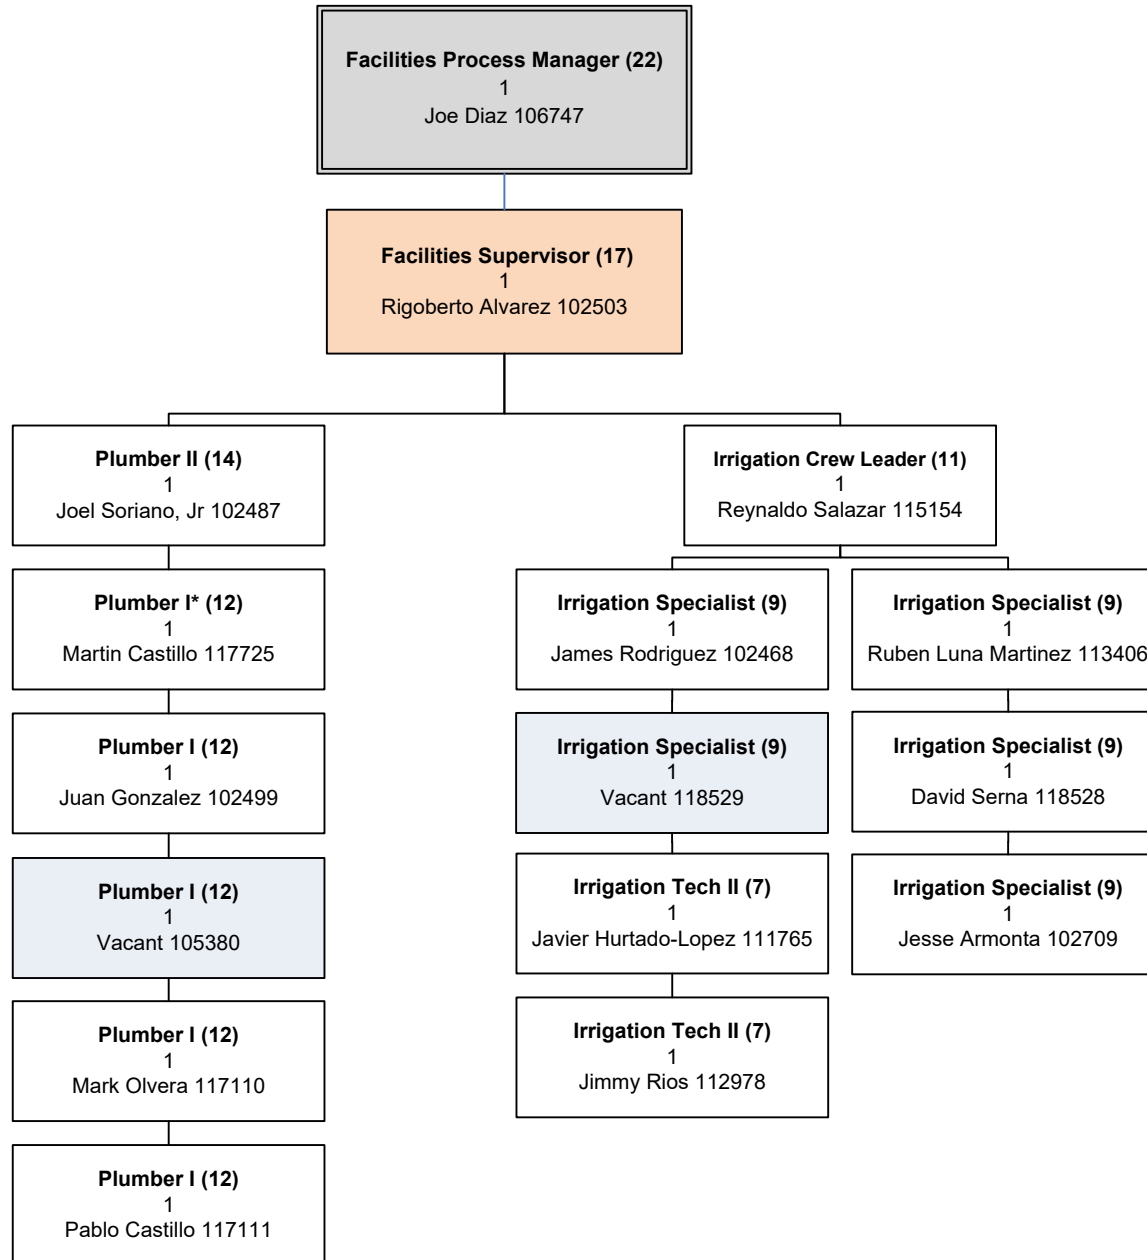 Facilities Process Manager (22)
1
Joe Diaz 106747
Facilities Supervisor (17)
1
Rigoberto Alvarez 102503
Plumber II (14)
1
Joel Soriano, Jr 102487
Plumber I* (12)
1
Martin Castillo 117725
Plumber I (12)
1
Juan Gonzalez 102499
Plumber I (12)
1
Vacant 105380
Plumber I (12)
1
Mark Olvera 117110
Plumber I (12)
1
Pablo Castillo 117111
Irrigation Crew Leader (11)
1
Reynaldo Salazar 115154
Irrigation Specialist (9)
1
James Rodriguez 102468
Irrigation Specialist (9)
1
Vacant 118529
Irrigation Tech II (7)
1
Javier Hurtado-Lopez 111765
Irrigation Tech II (7)
1
Jimmy Rios 112978
Irrigation Specialist (9)
1
Ruben Luna Martinez 113406
Irrigation Specialist (9)
1
David Serna 118528
Irrigation Specialist (9)
1
Jesse Armonta 102709